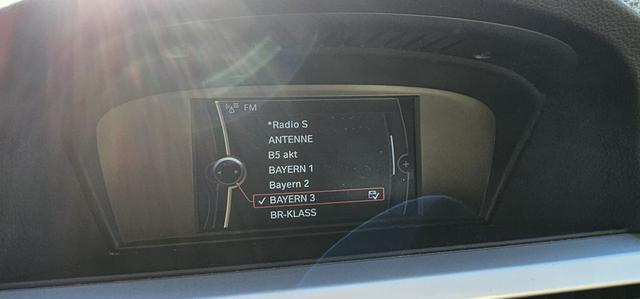 FM
*Radio S
ANTENNE
B5 akt
BAYERN 1
Bayern 2
BAYERN 3
BR-KLASS